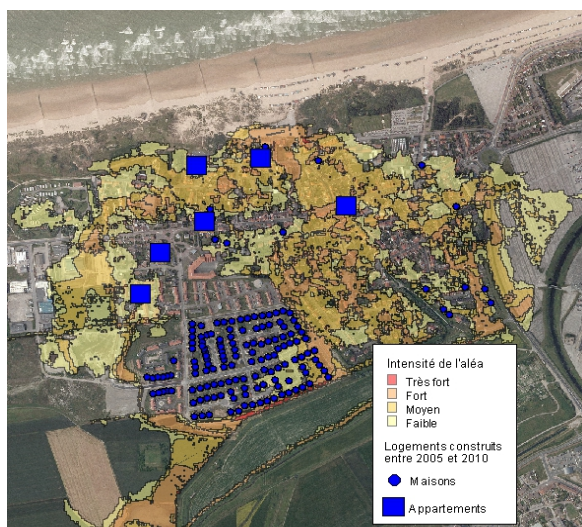 Intensité de l'aléa
Très fort
Fort
Moyen
Faible
Logements construits
entre 2005 et 2010
Maisons
Appartements